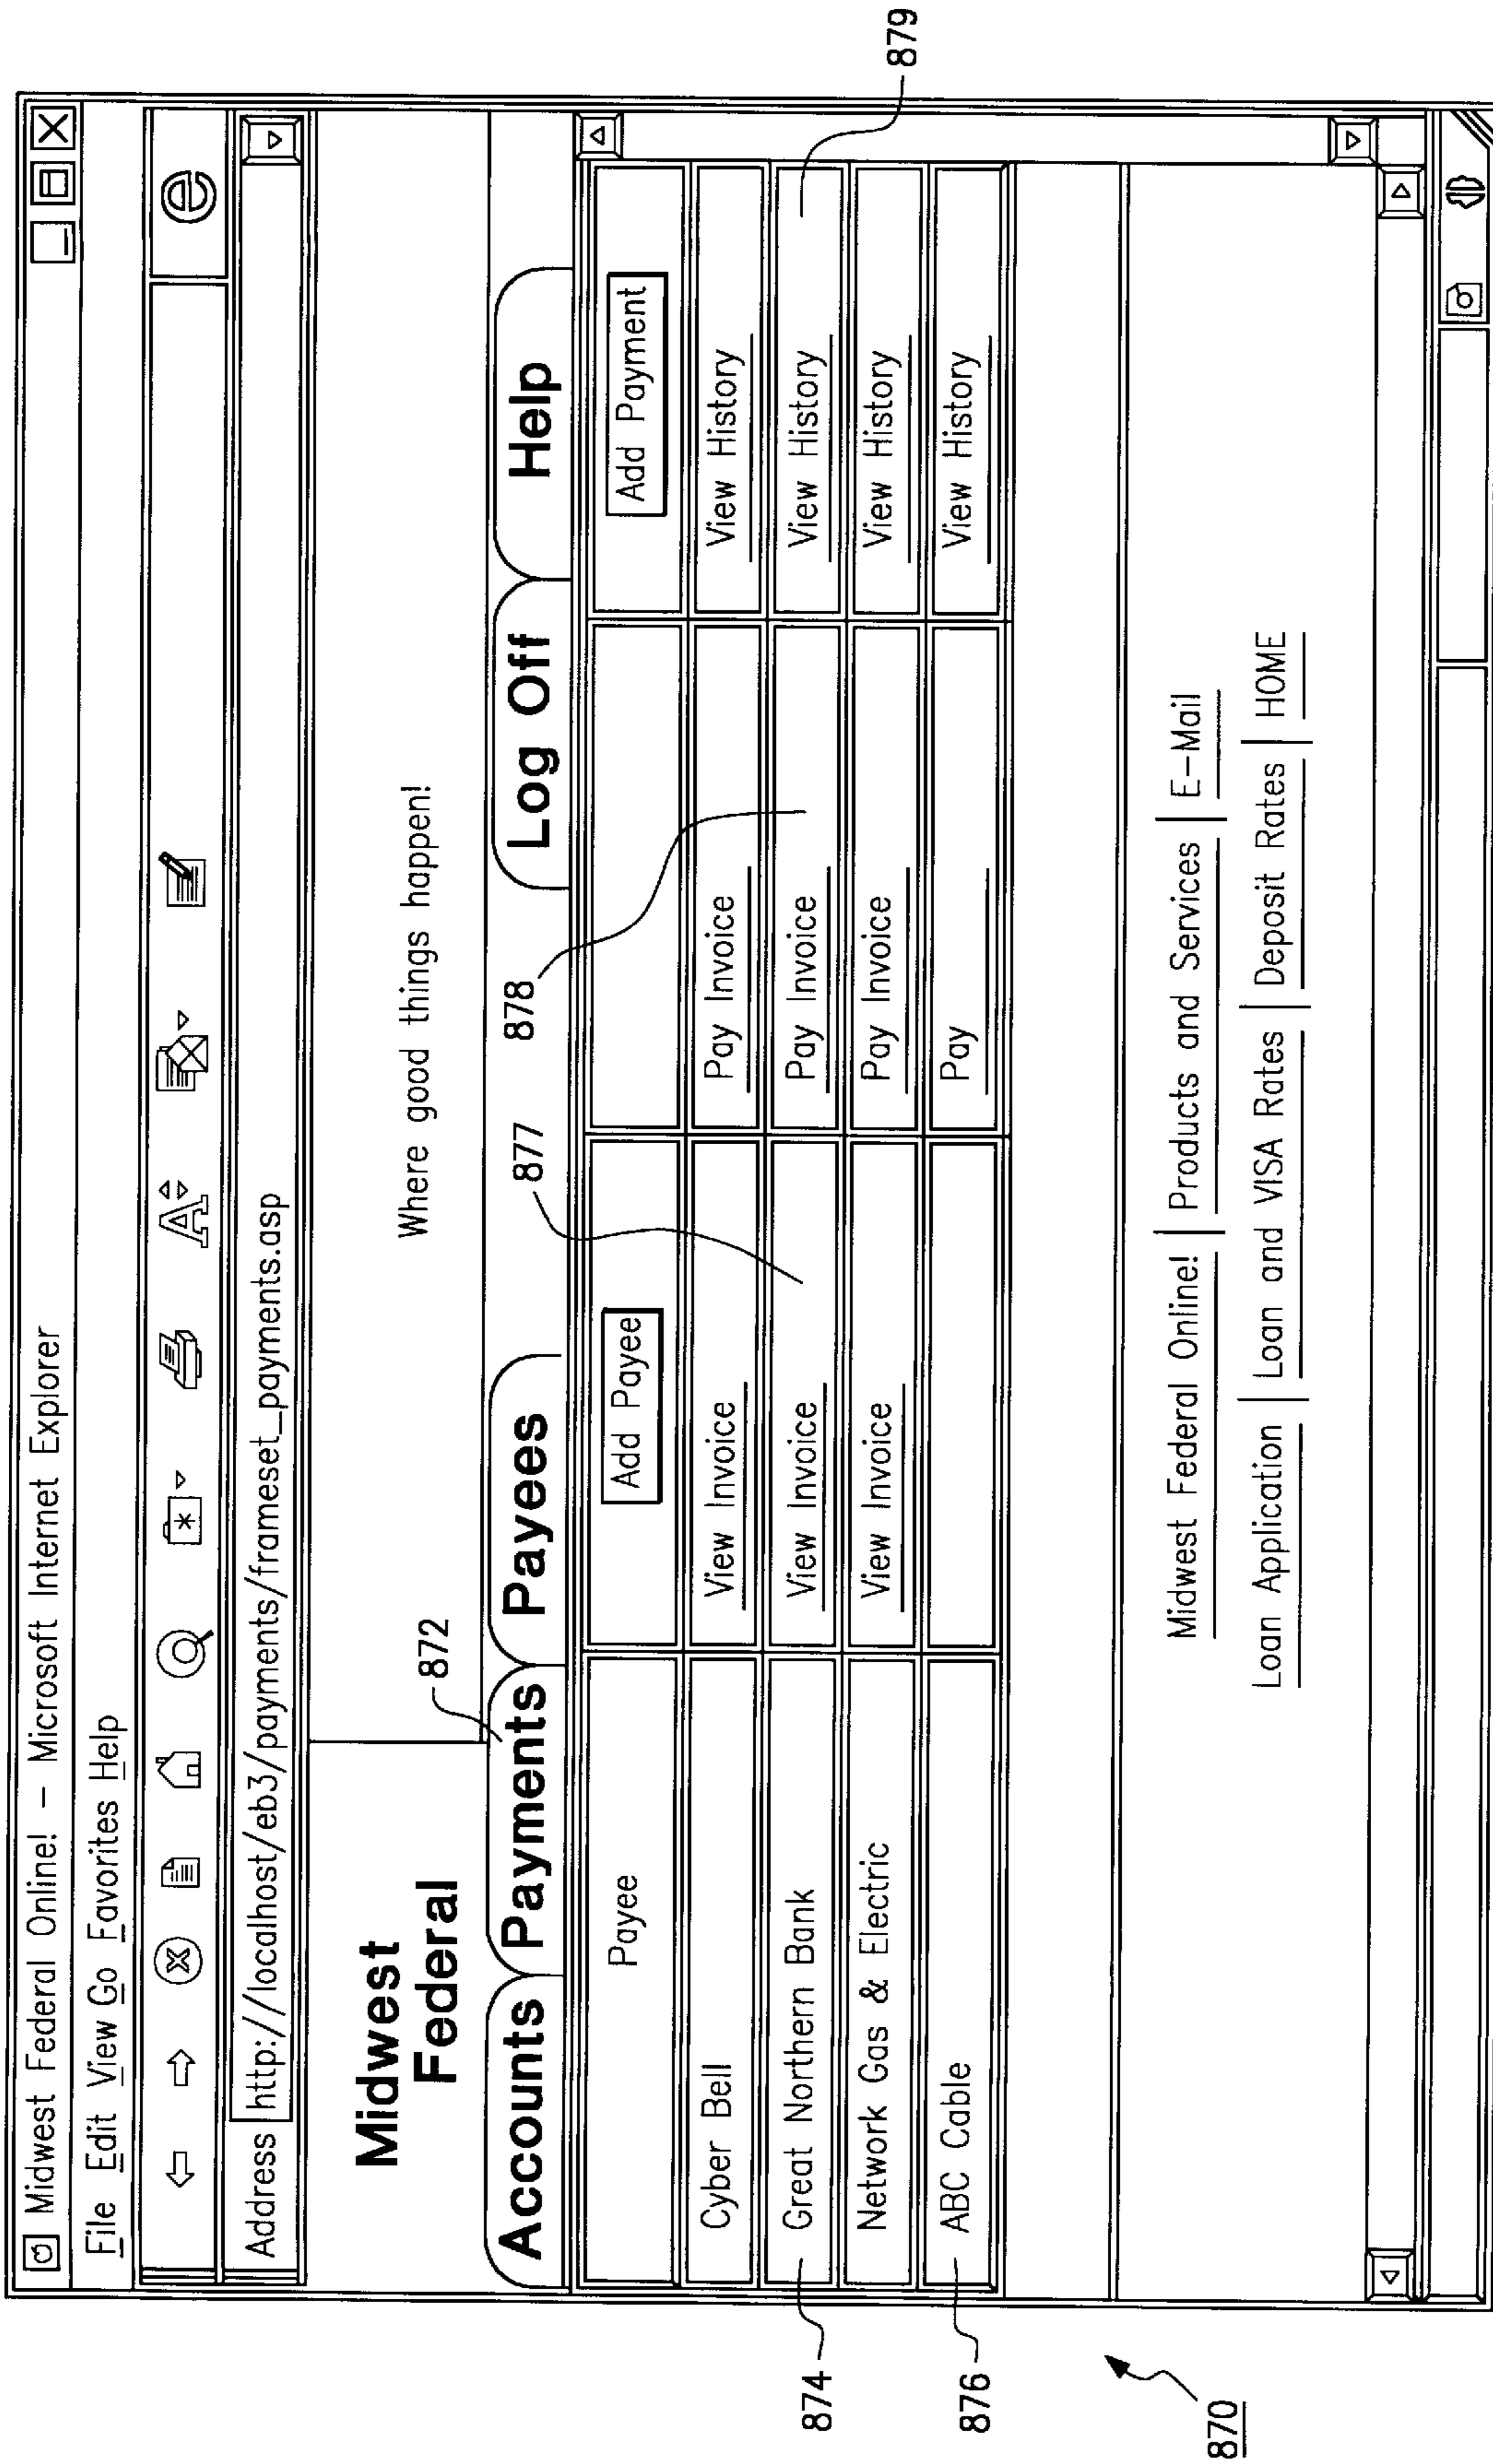 Midwest Federal Online! – Microsoft Internet Explorer
File Edit View Go Favorites Help
Address http://localhost/eb3/payments/frameset_payments.asp
Midwest
Federal
Where good things happen!
872
877
878
879
Accounts Payments Payees Log Off Help
Payee Add Payee Add Payment
Cyber Bell View Invoice Pay Invoice View History
874 Great Northern Bank View Invoice Pay Invoice View History
Network Gas & Electric View Invoice Pay Invoice View History
876 ABC Cable Pay View History
Midwest Federal Online! | Products and Services | E-Mail
Loan Application | Loan and VISA Rates | Deposit Rates | HOME
870